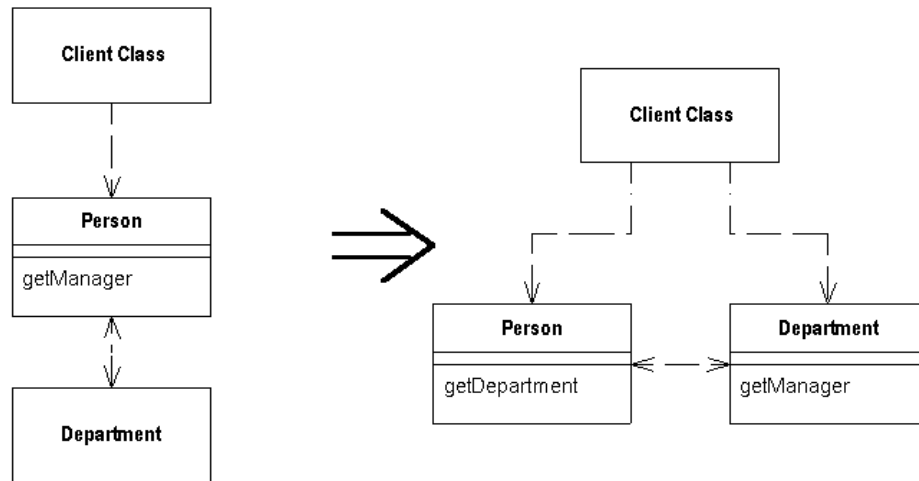 Client Class
Person
getManager
Department
Client Class
Person
getDepartment
Department
getManager